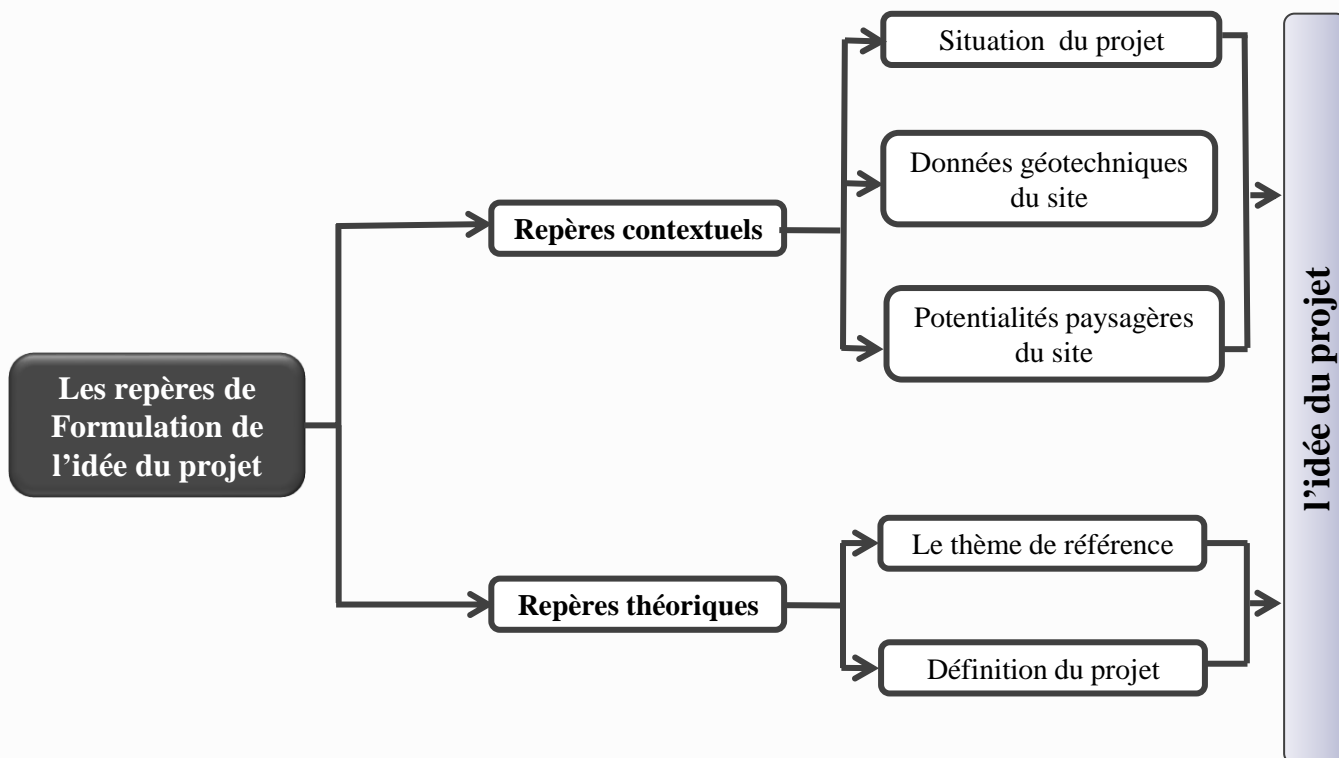 Les repères de
Formulation de
l’idée du projet
Repères contextuels
Situation du projet
Données géotechniques
du site
Potentialités paysagères
du site
Repères théoriques
Le thème de référence
Définition du projet
l’idée du projet